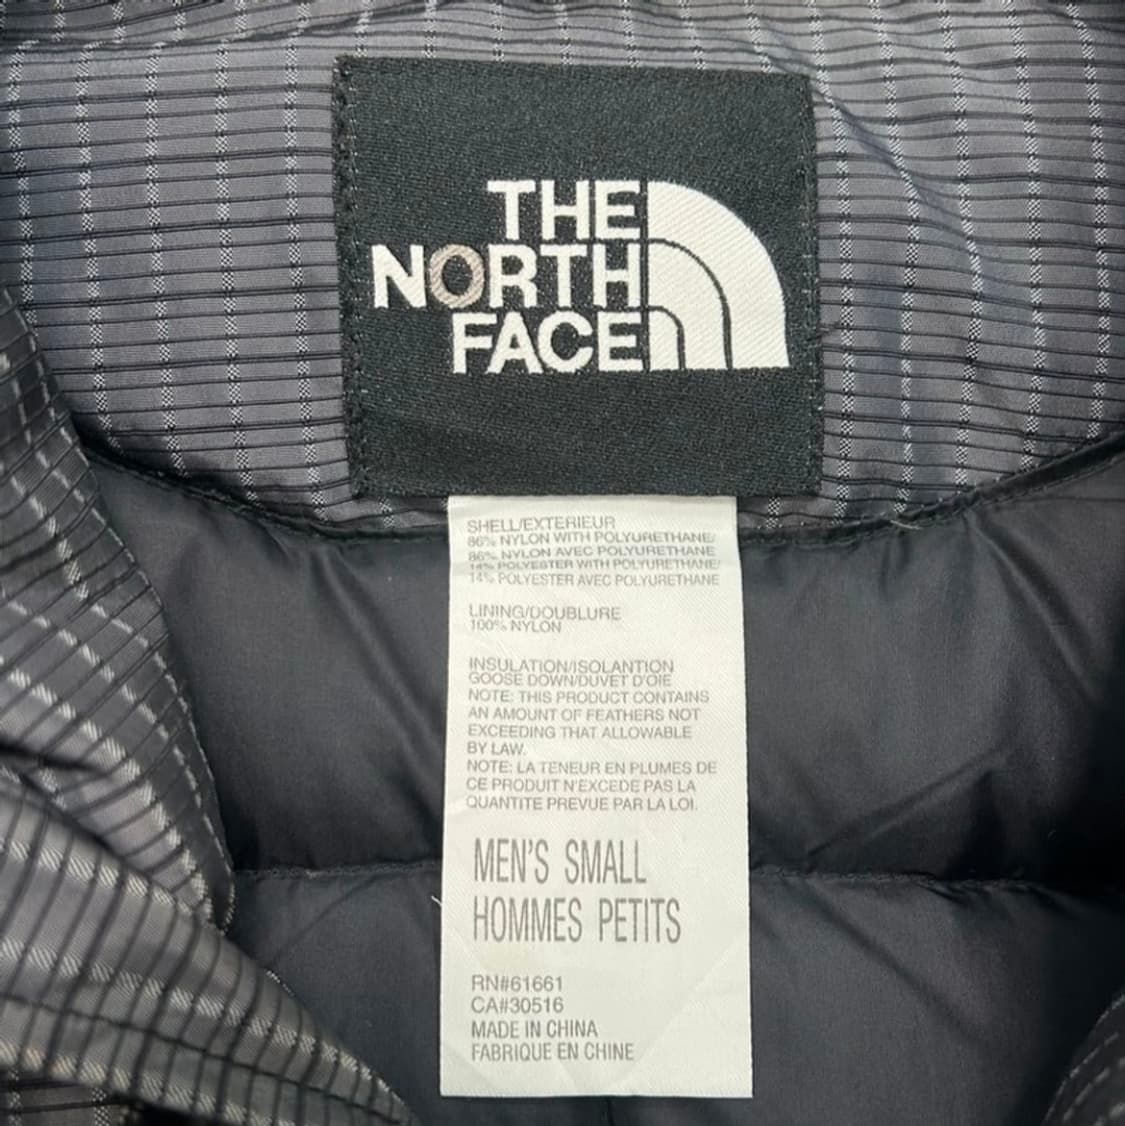 THE
NORTH
FACE
SHELL/EXTERIEUR
86% NYLON WITH POLYURETHANE/
86% NYLON AVEC POLYURETHANE
14% POLYESTER WITH POLYURETHANE/
14% POLYESTER AVEC POLYURETHANE
LINING/DOUBLURE
100% NYLON
INSULATION/ISOLANTION
GOOSE DOWN/DUVET D'OIE
NOTE: THIS PRODUCT CONTAINS
AN AMOUNT OF FEATHERS NOT
EXCEEDING THAT ALLOWABLE
BY LAW.
NOTE: LA TENEUR EN PLUMES DE
CE PRODUIT N'EXCEDE PAS LA
QUANTITE PREVUE PAR LA LOI.
MEN'S SMALL
HOMMES PETITS
RN#61661
CA#30516
MADE IN CHINA
FABRIQUE EN CHINE